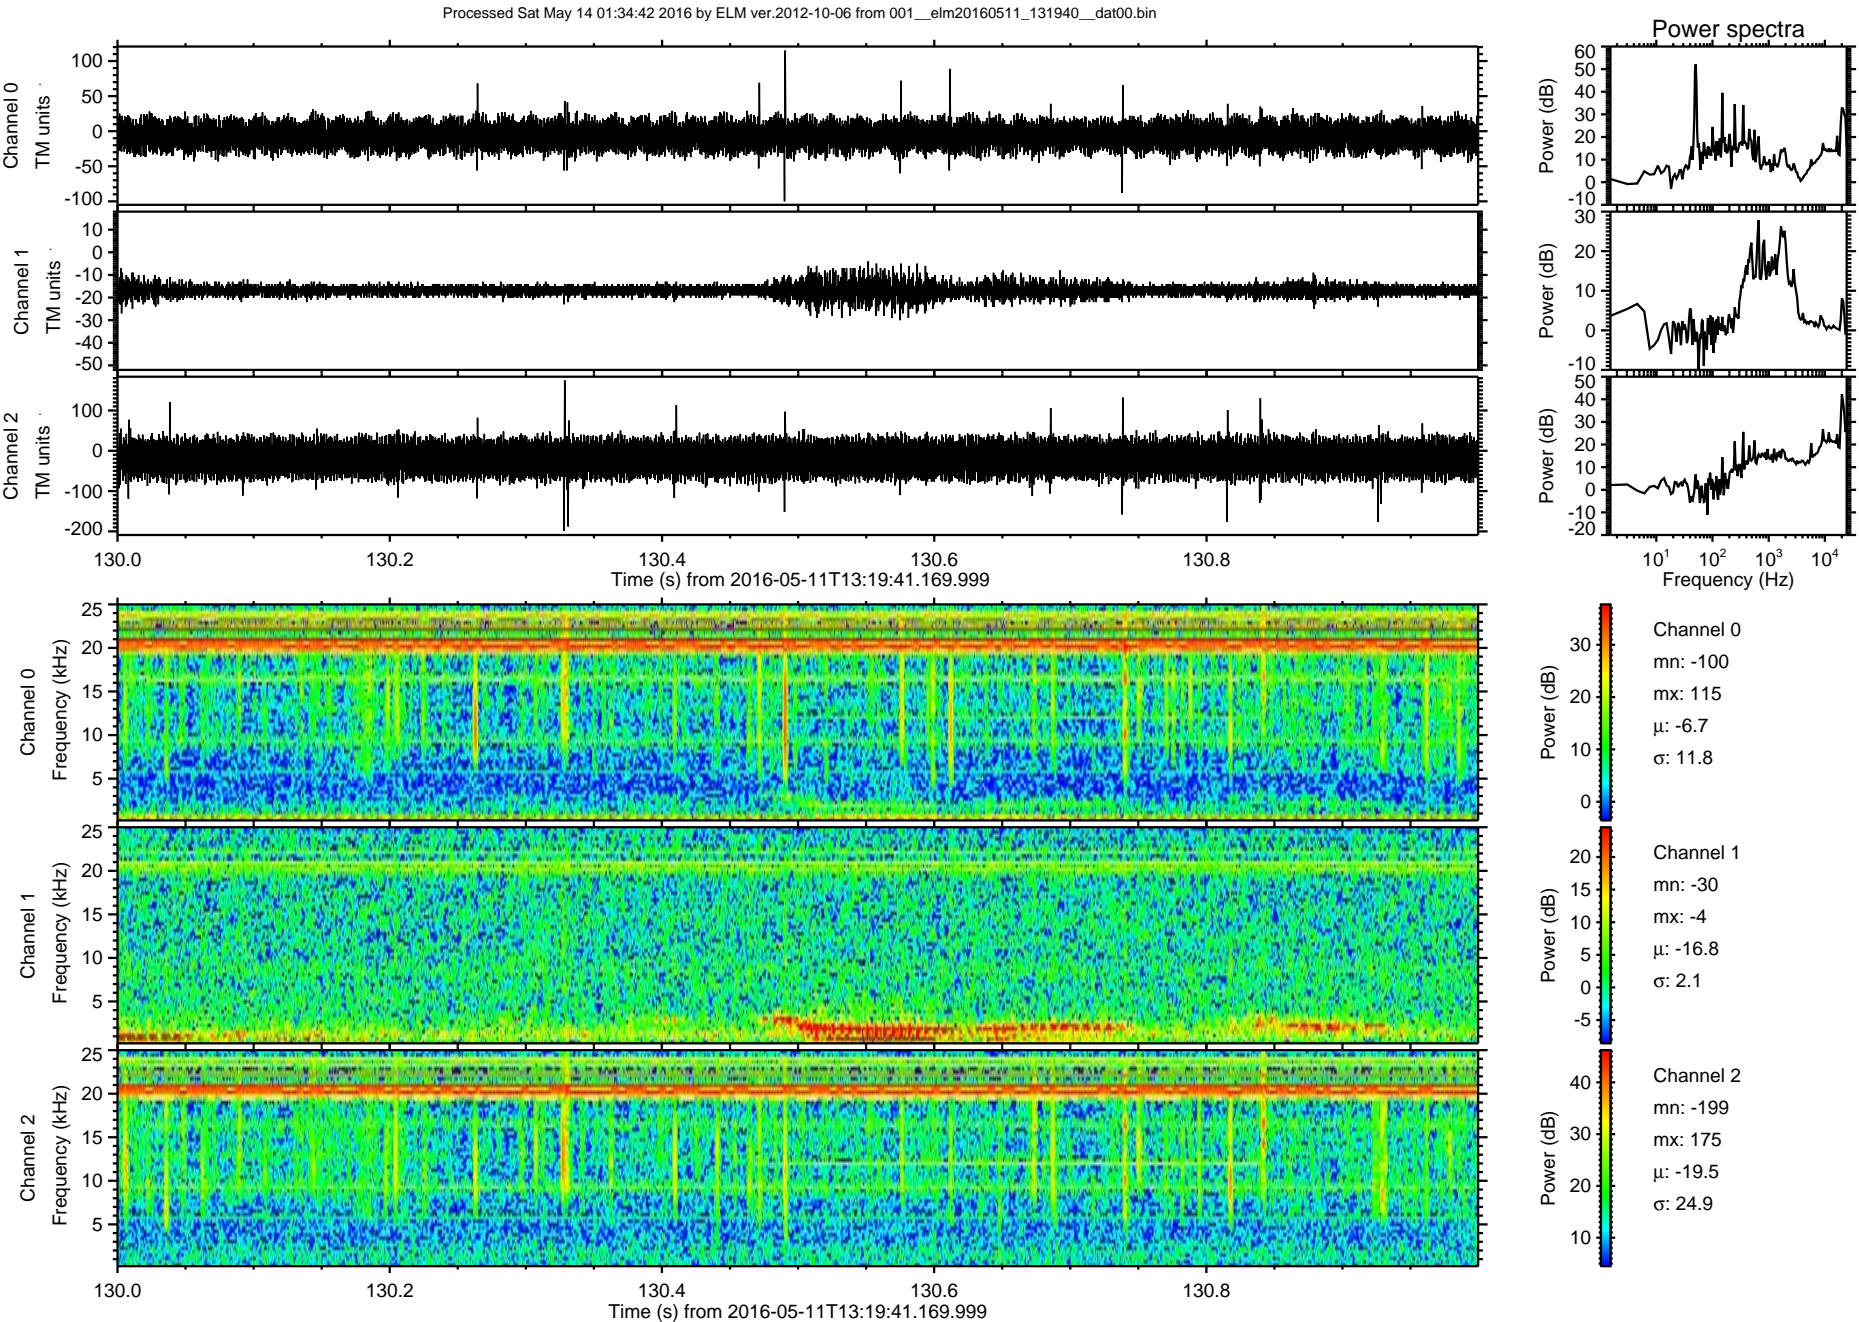 Processed Sat May 14 01:34:42 2016 by ELM ver.2012-10-06 from 001__elm20160511_131940__dat00.bin
Power spectra
Channel 0
TM units
100
50
0
-50
-100
Power (dB)
60
50
40
30
20
10
0
-10
Channel 1
TM units
10
0
-10
-20
-30
-40
-50
Power (dB)
30
20
10
0
-10
Channel 2
TM units
100
0
-100
-200
Power (dB)
50
40
30
20
10
0
-10
-20
130.0 130.2 130.4 130.6 130.8
Time (s) from 2016-05-11T13:19:41.169.999
10¹ 10² 10³ 10⁴
Frequency (Hz)
Channel 0
Frequency (kHz)
25
20
15
10
5
Power (dB)
30
20
10
0
Channel 0
mn: -100
mx: 115
μ: -6.7
σ: 11.8
Channel 1
Frequency (kHz)
25
20
15
10
5
Power (dB)
20
15
10
5
0
-5
Channel 1
mn: -30
mx: -4
μ: -16.8
σ: 2.1
Channel 2
Frequency (kHz)
25
20
15
10
5
Power (dB)
40
30
20
10
Channel 2
mn: -199
mx: 175
μ: -19.5
σ: 24.9
130.0 130.2 130.4 130.6 130.8
Time (s) from 2016-05-11T13:19:41.169.999